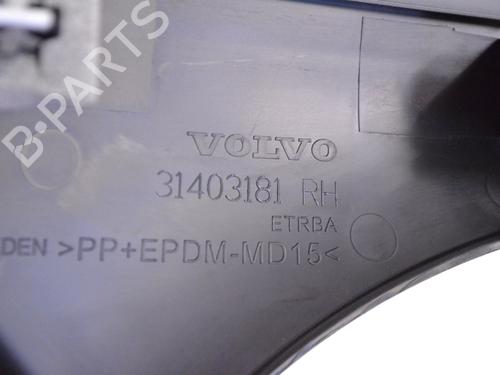 B-PARTS
VOLVO
31403181 RH
ETRBA
DEN >PP+EPDM-MD15<